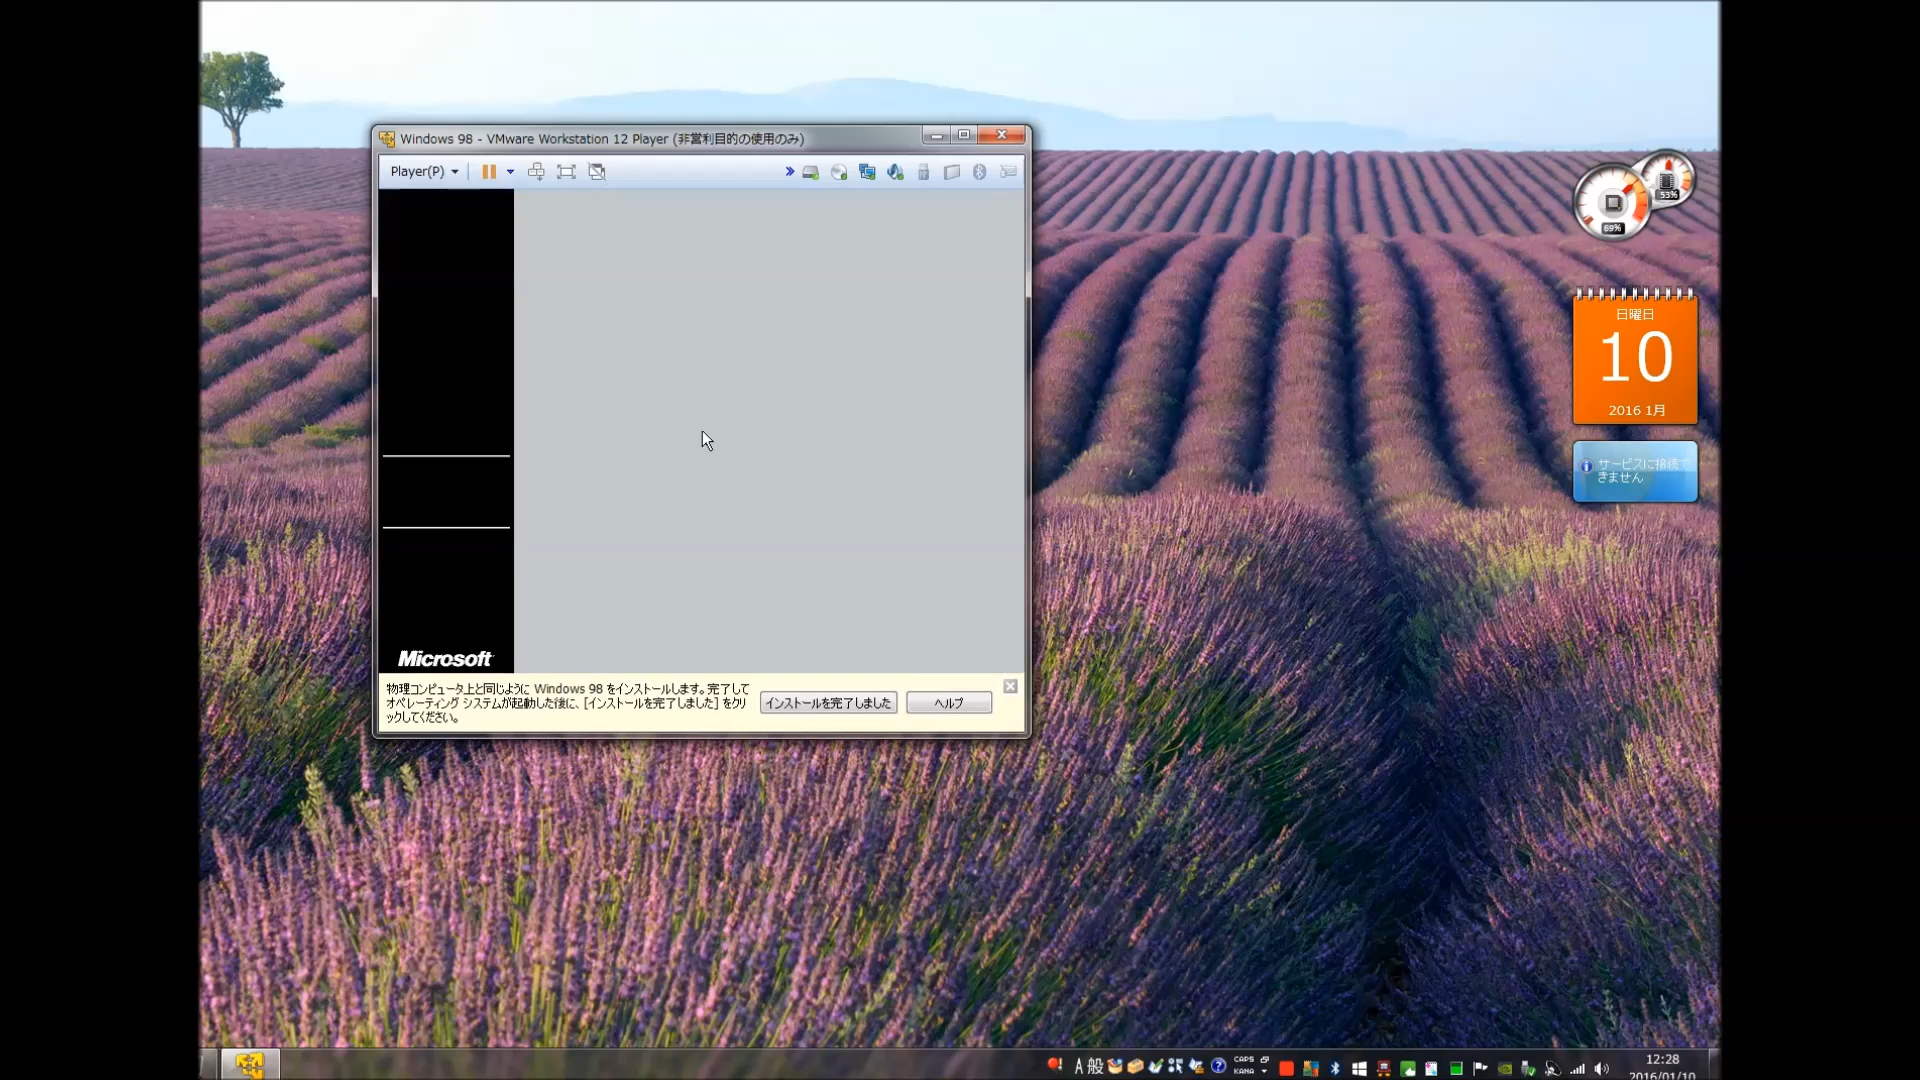 Windows 98 - VMware Workstation 12 Player (非営利目的の使用のみ)
Player(P)
53%
69%
日曜日
10
2016 1月
サービスに接続で
きません
Microsoft
物理コンピュータ上と同じように Windows 98 をインストールします。完了して
オペレーティング システムが起動した後に、[インストールを完了しました] をクリ
ックしてください。
インストールを完了しました
ヘルプ
A 般
CAPS
KANA
12:28
2016/01/10